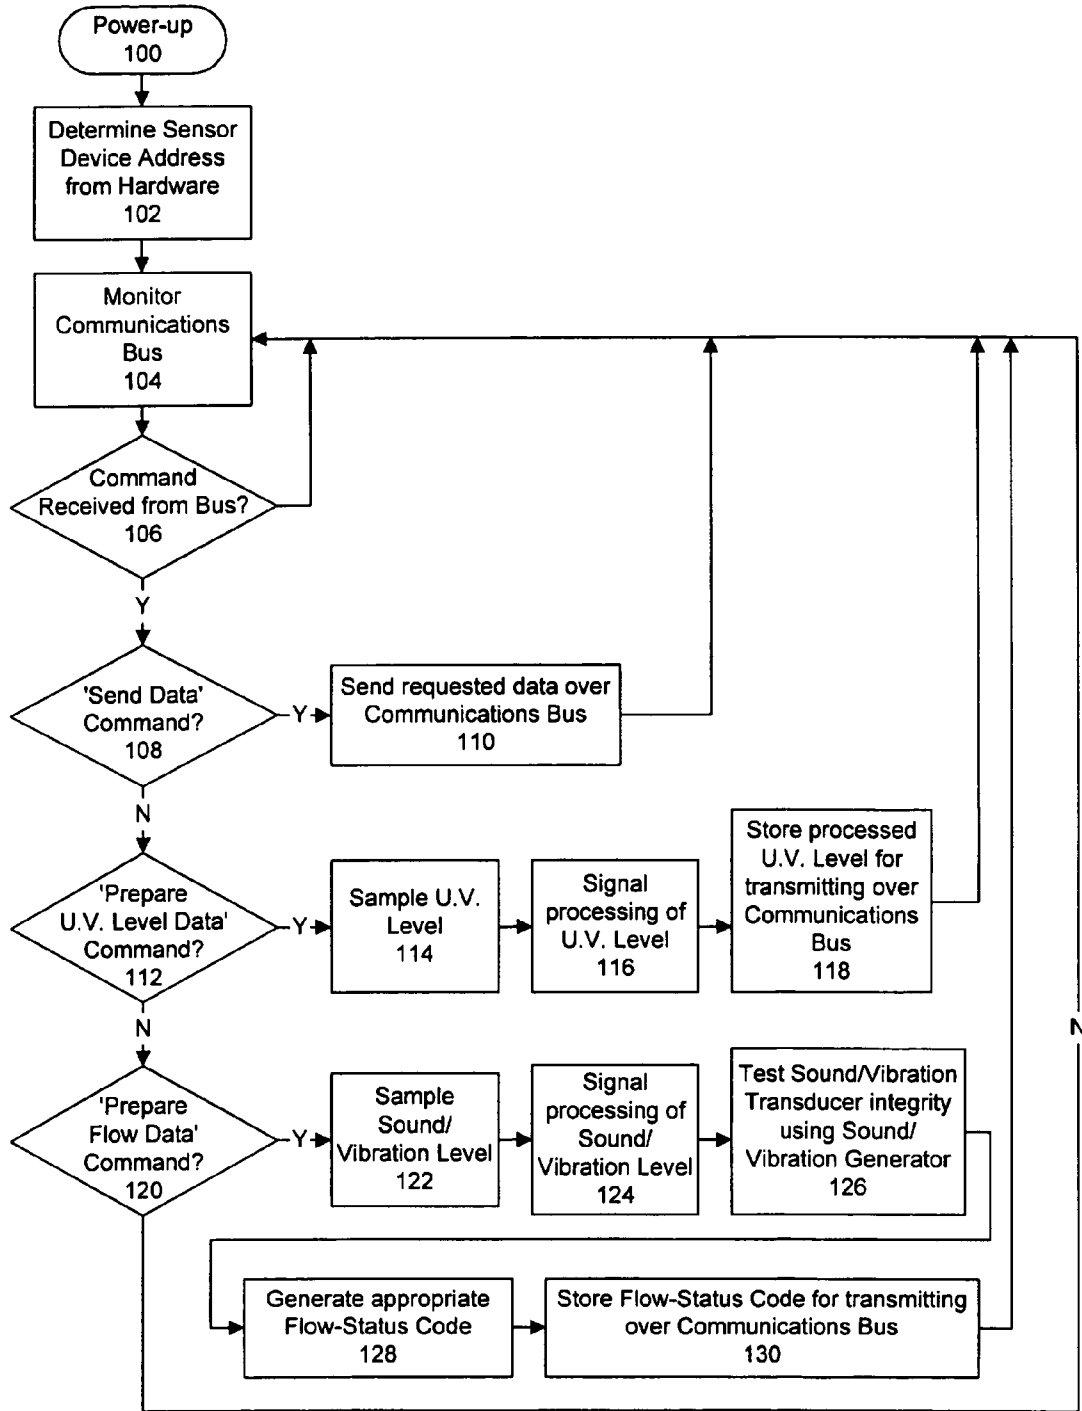 Power-up
100
Determine Sensor
Device Address
from Hardware
102
Monitor
Communications
Bus
104
Command
Received from Bus?
106
Y
'Send Data'
Command?
108
Y
Send requested data over
Communications Bus
110
N
'Prepare
U.V. Level Data'
Command?
112
Y
Sample U.V.
Level
114
Signal
processing of
U.V. Level
116
Store processed
U.V. Level for
transmitting over
Communications
Bus
118
N
N
'Prepare
Flow Data'
Command?
120
Y
Sample
Sound/
Vibration Level
122
Signal
processing of
Sound/
Vibration Level
124
Test Sound/Vibration
Transducer integrity
using Sound/
Vibration Generator
126
Generate appropriate
Flow-Status Code
128
Store Flow-Status Code for transmitting
over Communications Bus
130